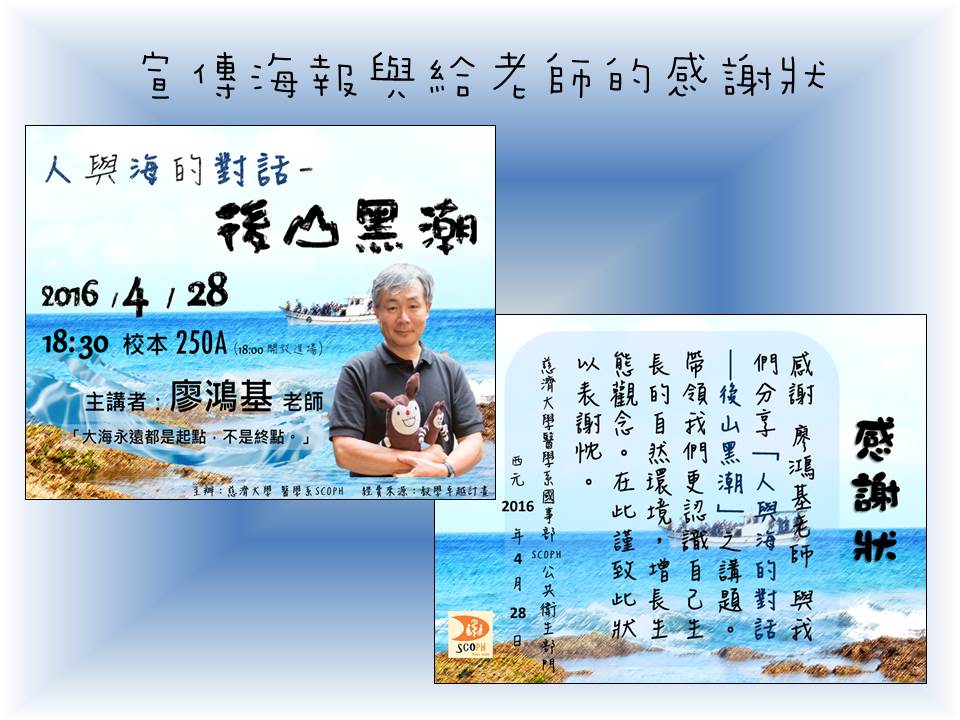 宣傳海報與給老師的感謝狀
人與海的對話-
後山黑潮
2016 / 4 / 28
18:30 校本 250A (18:00 開放進場)
主講者：廖鴻基 老師
「大海永遠都是起點，不是終點。」
主辦：慈濟大學 醫學系SCOPH 經費來源：教學卓越計畫
感謝狀
感謝 廖鴻基老師 與我
們分享「人與海的對話
—後山黑潮」之講題。
帶領我們更認識自己生
長的自然環境，增長生
態觀念。在此謹致此狀
以表謝忱。
慈濟大學醫學系國事部 SCOPH 公共衛生部門
西元 2016 年 4 月 28 日
SCOPH